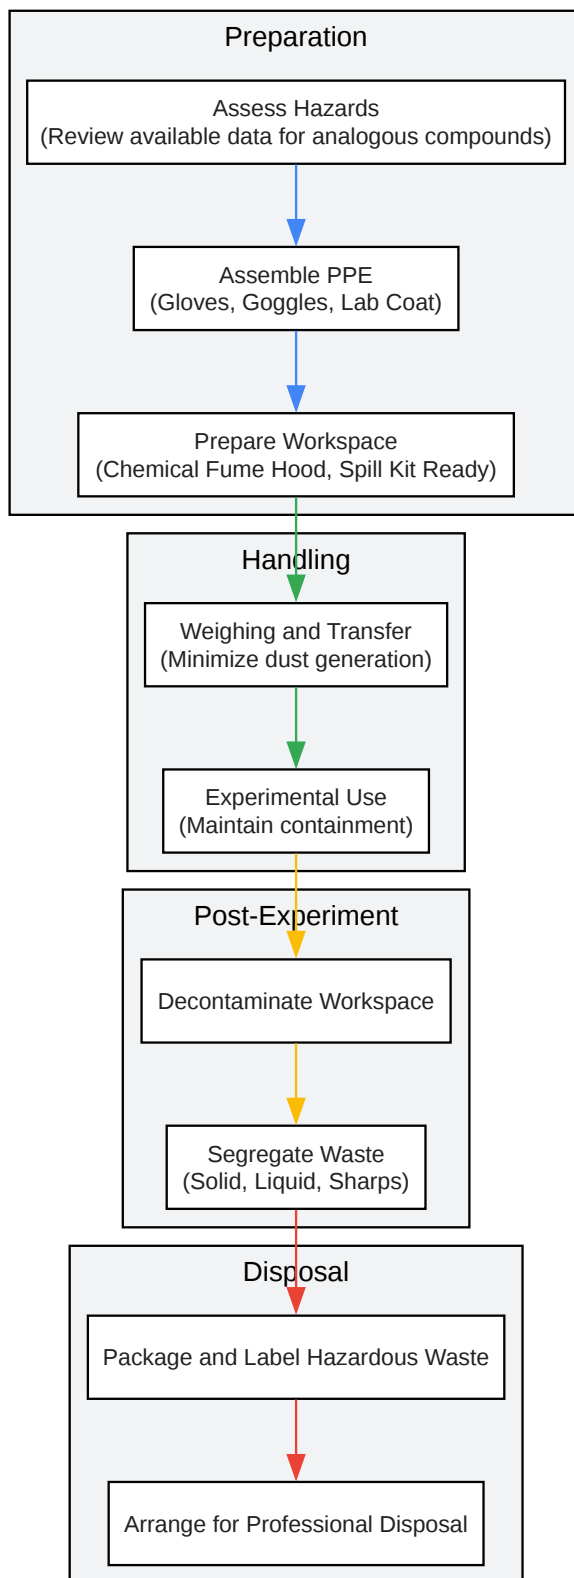 Preparation
Assess Hazards
(Review available data for analogous compounds)
Assemble PPE
(Gloves, Goggles, Lab Coat)
Prepare Workspace
(Chemical Fume Hood, Spill Kit Ready)
Handling
Weighing and Transfer
(Minimize dust generation)
Experimental Use
(Maintain containment)
Post-Experiment
Decontaminate Workspace
Segregate Waste
(Solid, Liquid, Sharps)
Disposal
Package and Label Hazardous Waste
Arrange for Professional Disposal